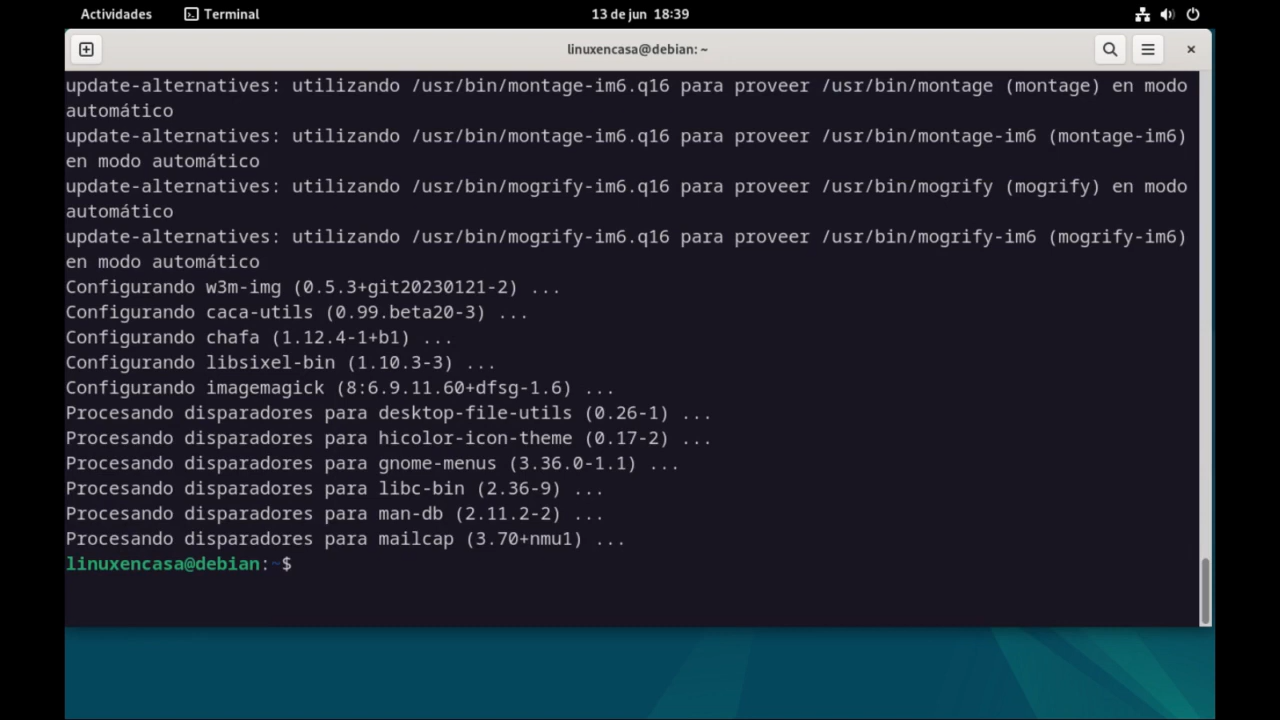 Actividades Terminal 13 de jun 18:39
linuxencasa@debian: ~
update-alternatives: utilizando /usr/bin/montage-im6.q16 para proveer /usr/bin/montage (montage) en modo
automático
update-alternatives: utilizando /usr/bin/montage-im6.q16 para proveer /usr/bin/montage-im6 (montage-im6)
en modo automático
update-alternatives: utilizando /usr/bin/mogrify-im6.q16 para proveer /usr/bin/mogrify (mogrify) en modo
automático
update-alternatives: utilizando /usr/bin/mogrify-im6.q16 para proveer /usr/bin/mogrify-im6 (mogrify-im6)
en modo automático
Configurando w3m-img (0.5.3+git20230121-2) ...
Configurando caca-utils (0.99.beta20-3) ...
Configurando chafa (1.12.4-1+b1) ...
Configurando libsixel-bin (1.10.3-3) ...
Configurando imagemagick (8:6.9.11.60+dfsg-1.6) ...
Procesando disparadores para desktop-file-utils (0.26-1) ...
Procesando disparadores para hicolor-icon-theme (0.17-2) ...
Procesando disparadores para gnome-menus (3.36.0-1.1) ...
Procesando disparadores para libc-bin (2.36-9) ...
Procesando disparadores para man-db (2.11.2-2) ...
Procesando disparadores para mailcap (3.70+nmu1) ...
linuxencasa@debian:~$